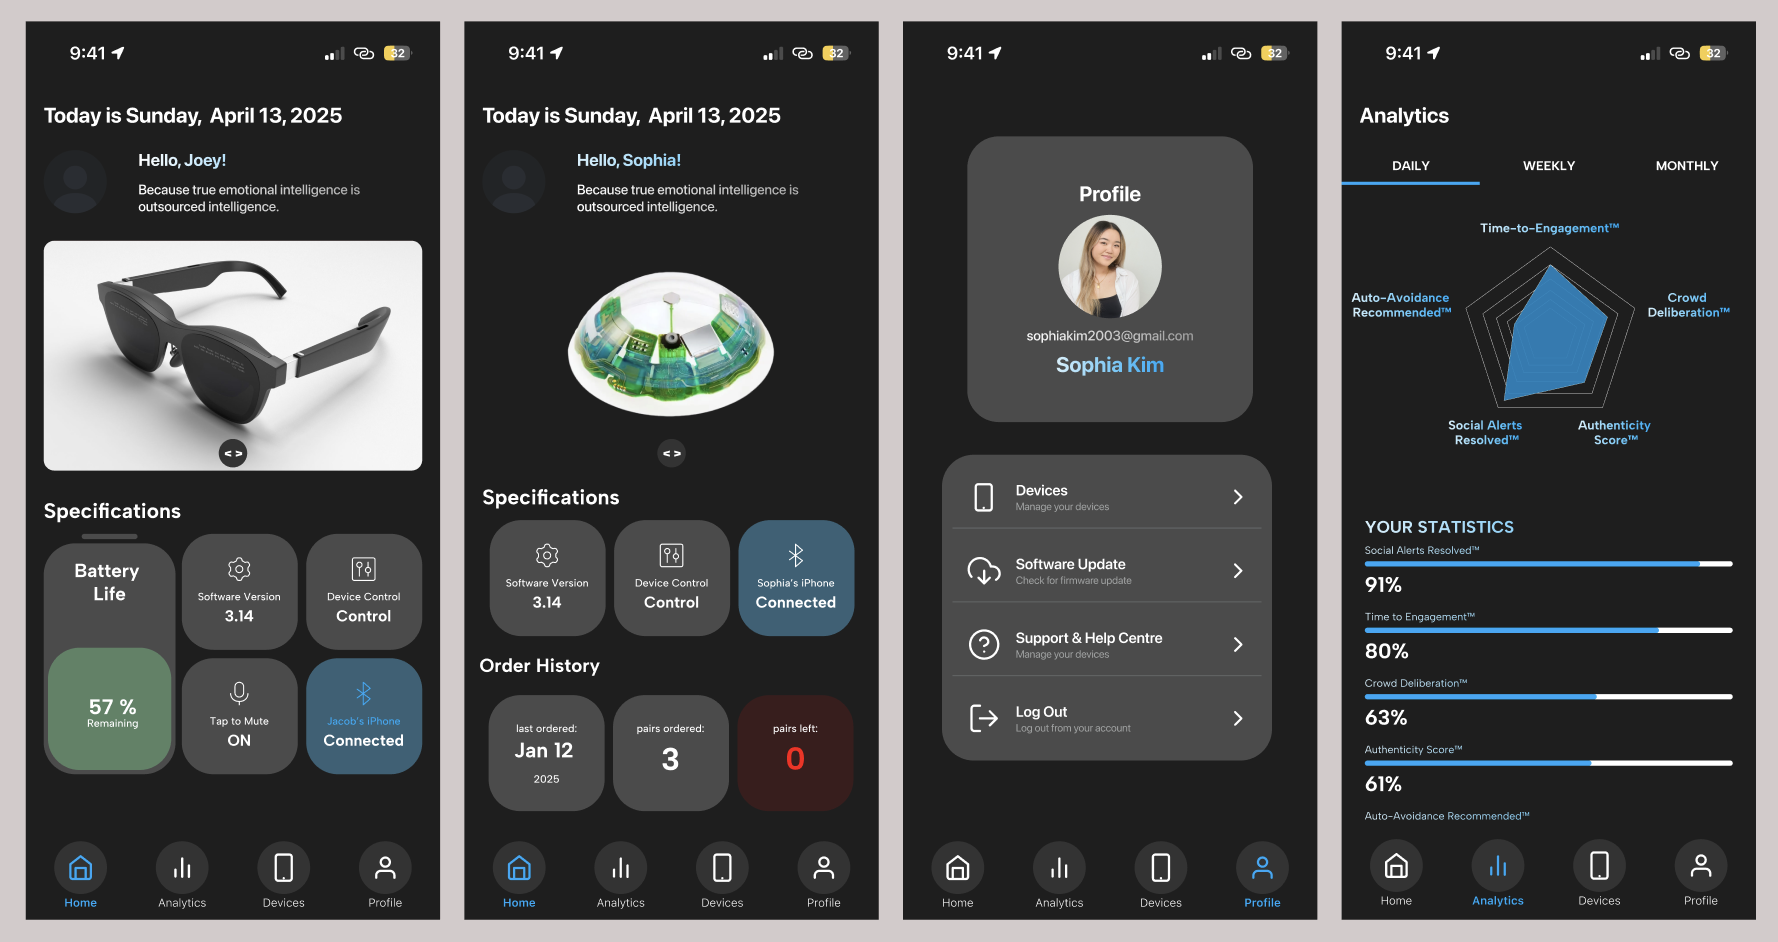 9:41
32
Today is Sunday, April 13, 2025
Hello, Joey!
Because true emotional intelligence is
outsourced intelligence.
< >
Specifications
Battery
Life
57 %
Remaining
Software Version
3.14
Device Control
Control
Tap to Mute
ON
Jacob's iPhone
Connected
Home
Analytics
Devices
Profile
9:41
32
Today is Sunday, April 13, 2025
Hello, Sophia!
Because true emotional intelligence is
outsourced intelligence.
< >
Specifications
Software Version
3.14
Device Control
Control
Sophia's iPhone
Connected
Order History
last ordered:
Jan 12
2025
pairs ordered:
3
pairs left:
0
Home
Analytics
Devices
Profile
9:41
32
Profile
sophiakim2003@gmail.com
Sophia Kim
Devices
Manage your devices
Software Update
Check for firmware update
Support & Help Centre
Manage your devices
Log Out
Log out from your account
Home
Analytics
Devices
Profile
9:41
32
Analytics
DAILY
WEEKLY
MONTHLY
Time-to-Engagement™
Auto-Avoidance
Recommended™
Crowd
Deliberation™
Social Alerts
Resolved™
Authenticity
Score™
YOUR STATISTICS
Social Alerts Resolved™
91%
Time to Engagement™
80%
Crowd Deliberation™
63%
Authenticity Score™
61%
Auto-Avoidance Recommended™
Home
Analytics
Devices
Profile